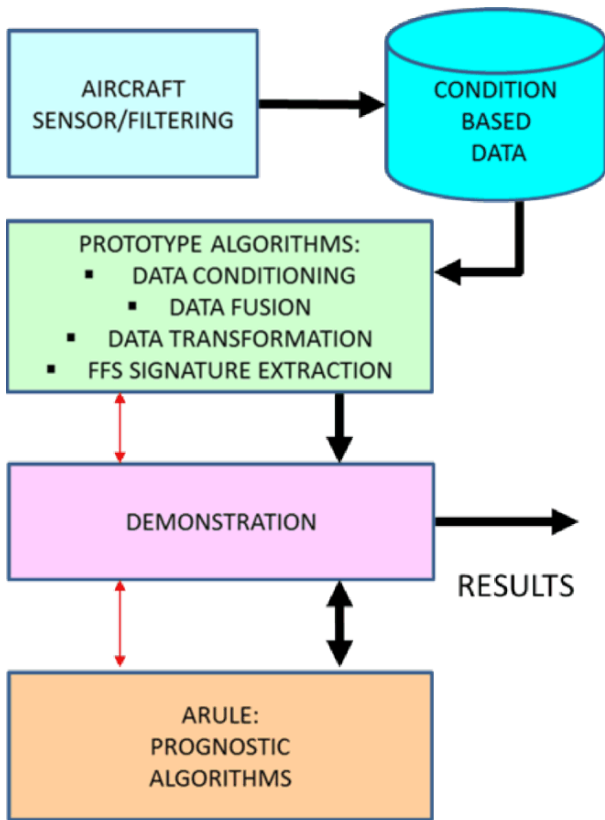 AIRCRAFT
SENSOR/FILTERING
CONDITION
BASED
DATA
PROTOTYPE ALGORITHMS:
▪ DATA CONDITIONING
▪ DATA FUSION
▪ DATA TRANSFORMATION
▪ FFS SIGNATURE EXTRACTION
DEMONSTRATION
RESULTS
ARULE:
PROGNOSTIC
ALGORITHMS